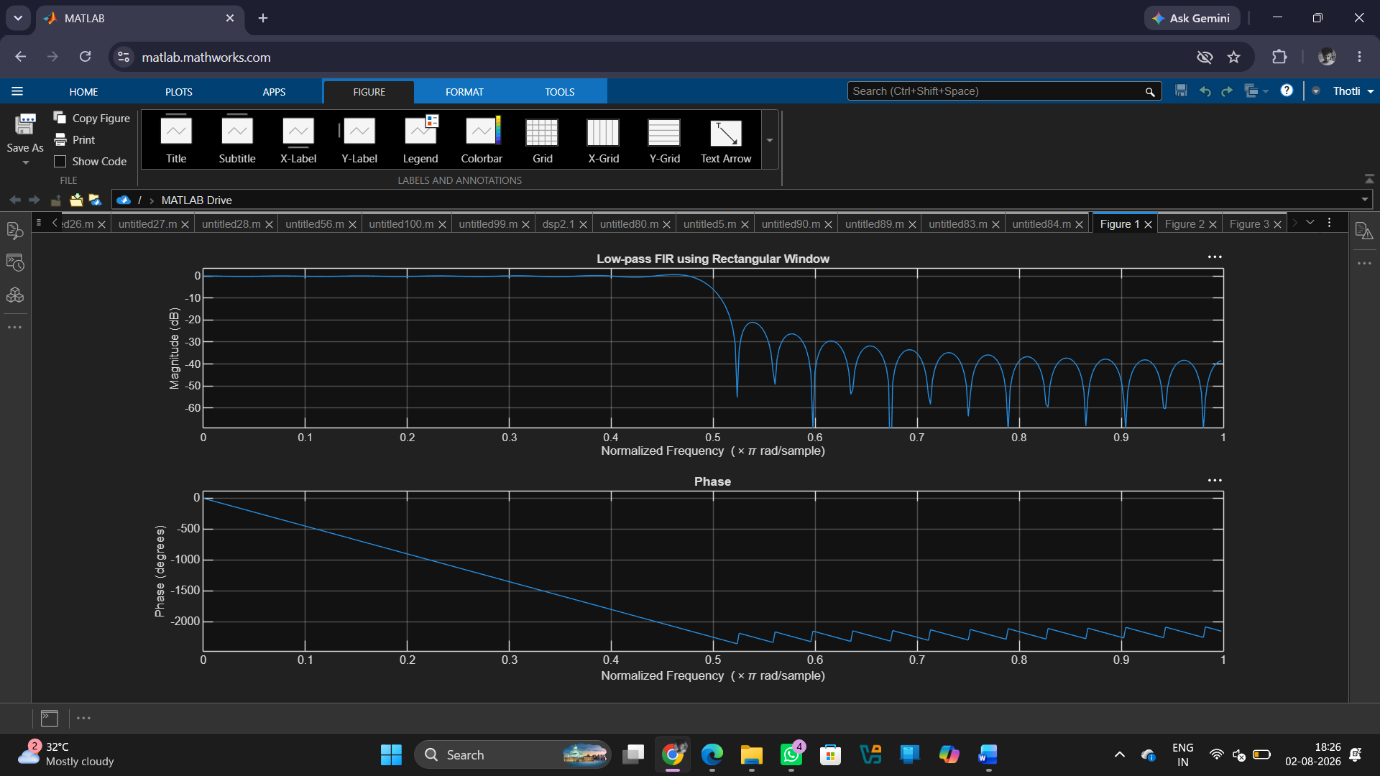 MATLAB
Ask Gemini
matlab.mathworks.com
HOME PLOTS APPS FIGURE FORMAT TOOLS
Search (Ctrl+Shift+Space)
Thotli
Save As
Copy Figure
Print
Show Code
FILE
Title Subtitle X-Label Y-Label Legend Colorbar Grid X-Grid Y-Grid Text Arrow
LABELS AND ANNOTATIONS
/ > MATLAB Drive
ed26.m untitled27.m untitled28.m untitled56.m untitled100.m untitled99.m dsp2.1 untitled80.m untitled5.m untitled90.m untitled89.m untitled83.m untitled84.m Figure 1 Figure 2 Figure 3
Low-pass FIR using Rectangular Window
Magnitude (dB)
0
-10
-20
-30
-40
-50
-60
0 0.1 0.2 0.3 0.4 0.5 0.6 0.7 0.8 0.9 1
Normalized Frequency (× π rad/sample)
Phase
Phase (degrees)
0
-500
-1000
-1500
-2000
0 0.1 0.2 0.3 0.4 0.5 0.6 0.7 0.8 0.9 1
Normalized Frequency (× π rad/sample)
2
32°C
Mostly cloudy
Search
4
ENG
IN
18:26
02-08-2026